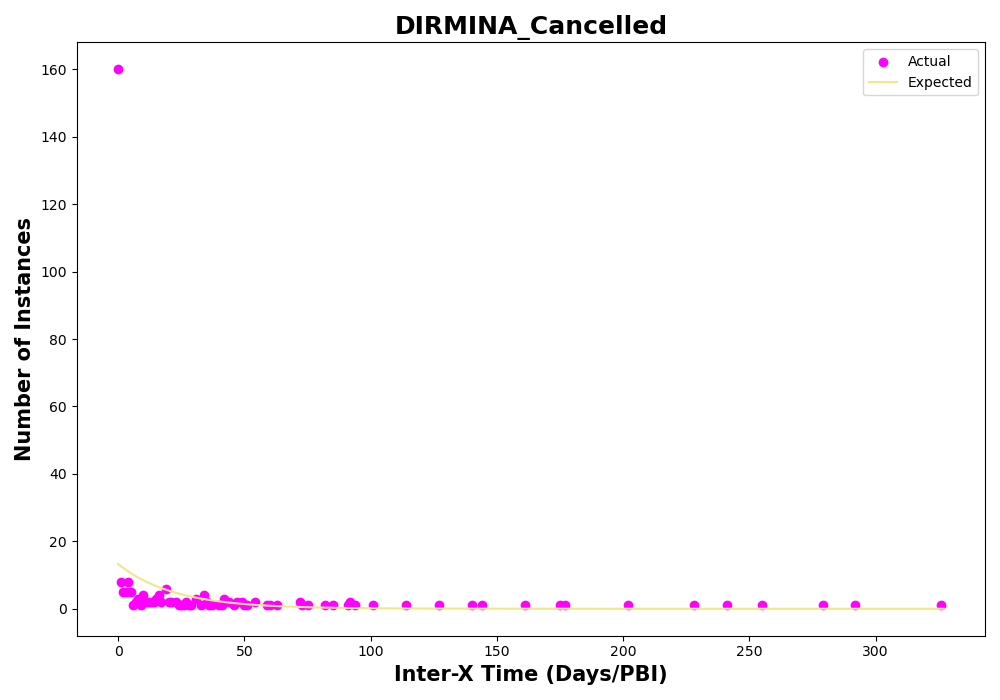 DIRMINA_Cancelled
Actual
Expected
Number of Instances
160
140
120
100
80
60
40
20
0
0 50 100 150 200 250 300
Inter-X Time (Days/PBI)